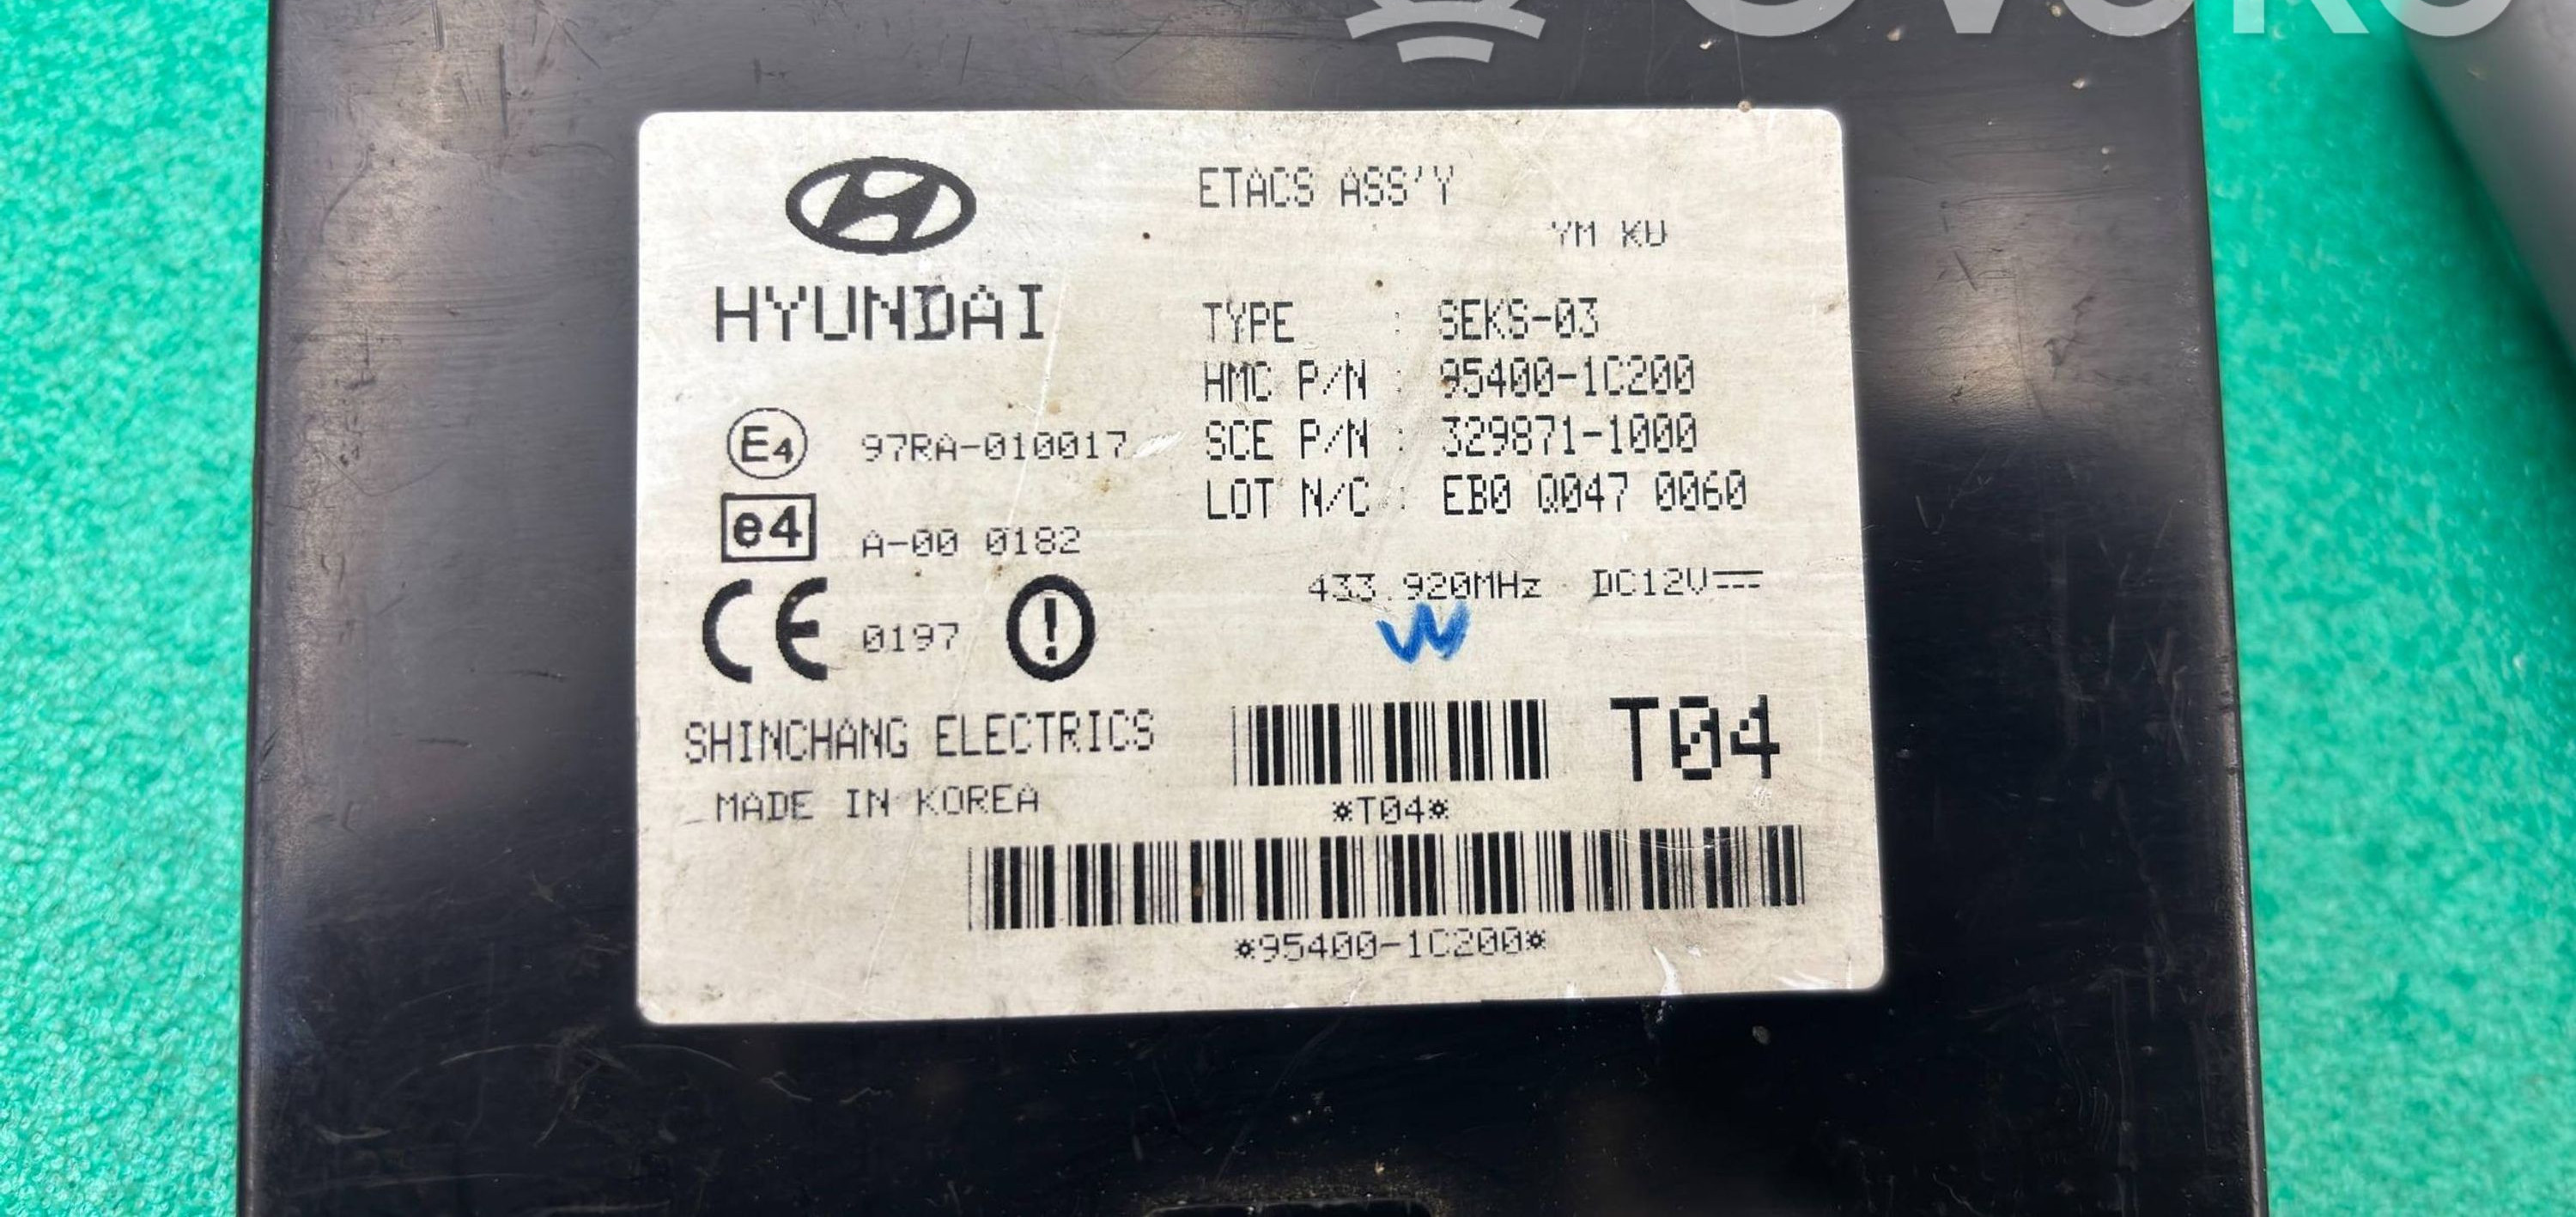 OVOKO
ETACS ASS'Y
YM KU
HYUNDAI
TYPE : SEKS-03
HMC P/N : 95400-1C200
SCE P/N : 329871-1000
LOT N/C : EB0 Q047 0060
E4 97RA-010017
e4 A-00 0182
433.920MHz DC12V
CE 0197 !
W
SHINCHANG ELECTRICS
MADE IN KOREA
T04
*T04*
*95400-1C200*